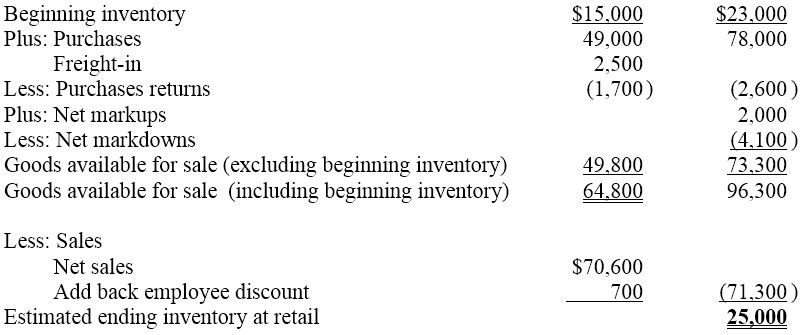 Beginning inventory $15,000 $23,000
Plus: Purchases 49,000 78,000
Freight-in 2,500
Less: Purchases returns (1,700) (2,600)
Plus: Net markups 2,000
Less: Net markdowns (4,100)
Goods available for sale (excluding beginning inventory) 49,800 73,300
Goods available for sale (including beginning inventory) 64,800 96,300
Less: Sales
Net sales $70,600
Add back employee discount 700 (71,300)
Estimated ending inventory at retail 25,000